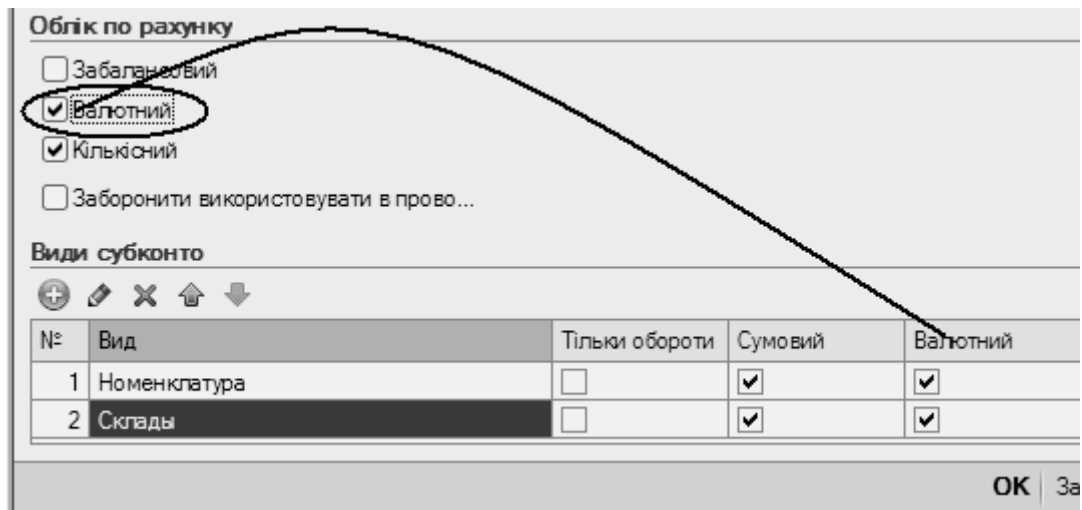 Облік по рахунку
Забалансовий
Валютний
Кількісний
Заборонити використовувати в прово...
Види субконто
№ Вид Тільки обороти Сумовий Валютний
1 Номенклатура
2 Склады
OK За